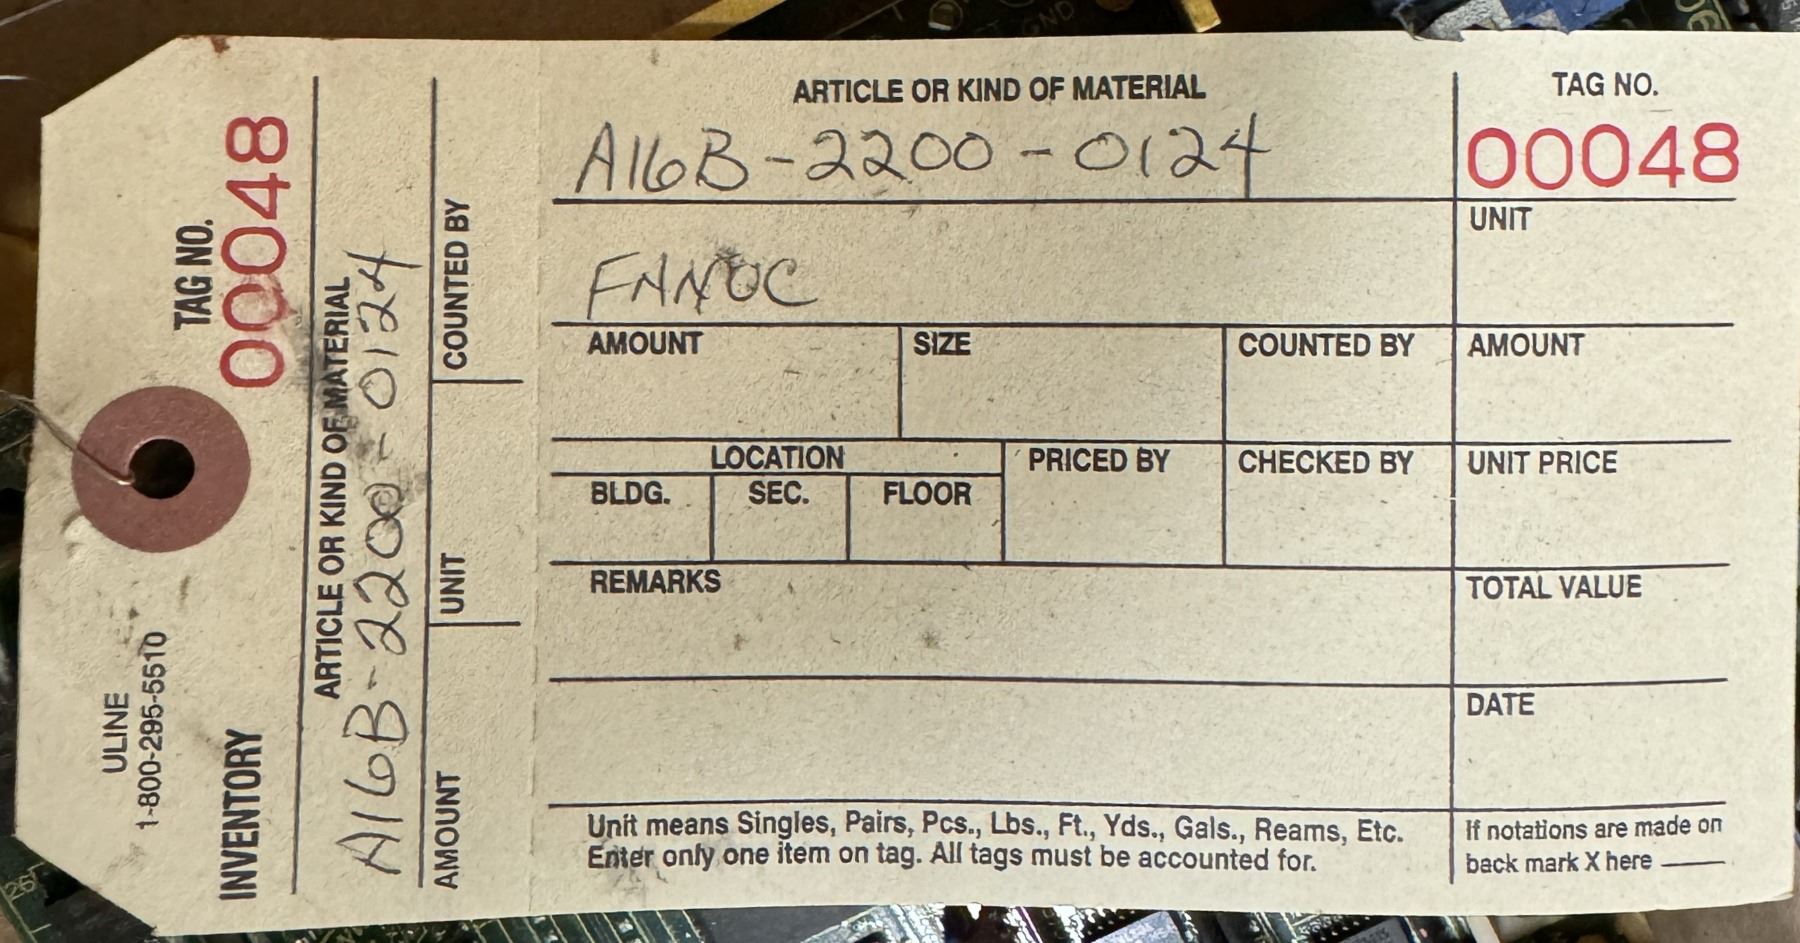 ARTICLE OR KIND OF MATERIAL
A16B-2200-0124
TAG NO.
00048
UNIT
FANUC
AMOUNT
SIZE
COUNTED BY
AMOUNT
LOCATION
BLDG.
SEC.
FLOOR
PRICED BY
CHECKED BY
UNIT PRICE
REMARKS
TOTAL VALUE
DATE
Unit means Singles, Pairs, Pcs., Lbs., Ft., Yds., Gals., Reams, Etc.
Enter only one item on tag. All tags must be accounted for.
If notations are made on
back mark X here
ULINE
1-800-295-5510
INVENTORY
TAG NO.
00048
ARTICLE OR KIND OF MATERIAL
A16B-2200-0124
AMOUNT
UNIT
COUNTED BY
GND
26